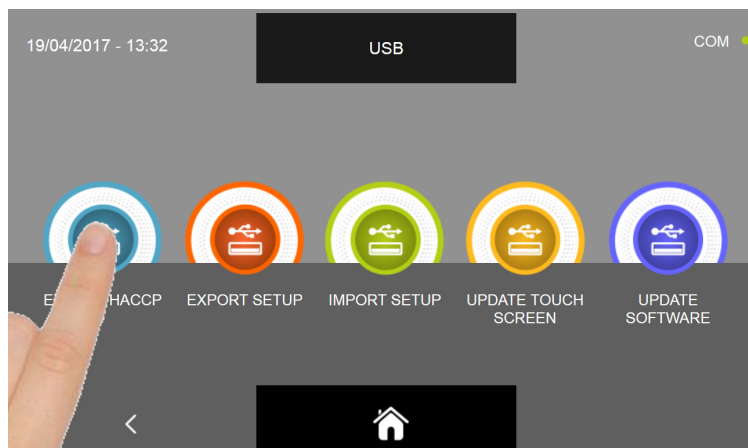 19/04/2017 - 13:32
USB
COM
HACCP
EXPORT SETUP
IMPORT SETUP
UPDATE TOUCH
SCREEN
UPDATE
SOFTWARE